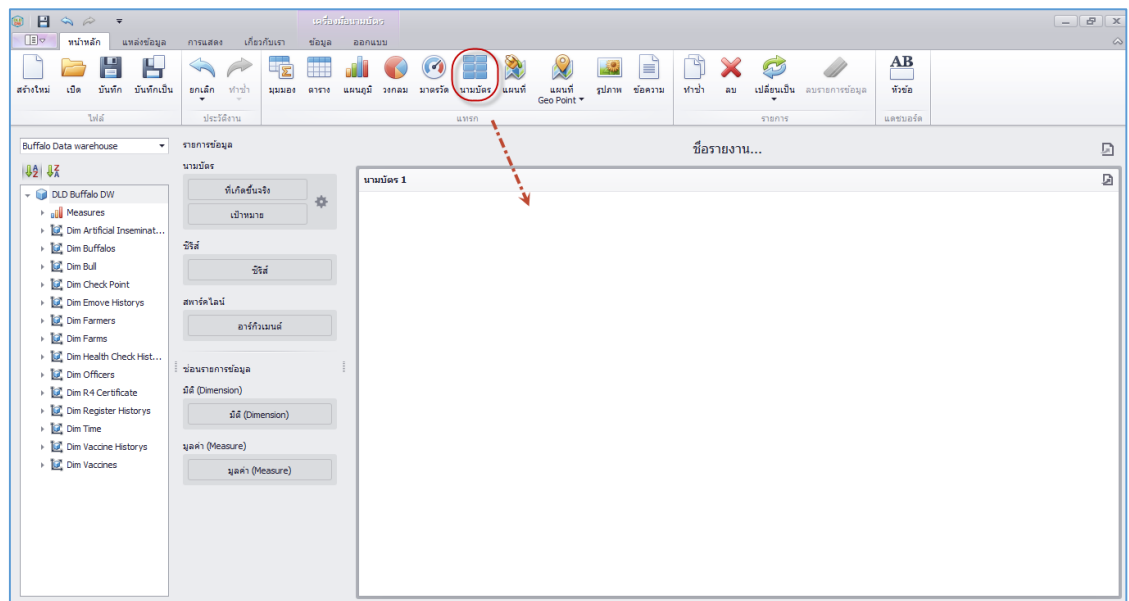 เครื่องมือนามบัตร
หน้าหลัก แหล่งข้อมูล การแสดง เกี่ยวกับเรา ข้อมูล ออกแบบ
สร้างใหม่ เปิด บันทึก บันทึกเป็น ยกเลิก ทำซ้ำ มุมมอง ตาราง แผนภูมิ วงกลม มาตรวัด นามบัตร แผนที่ แผนที่ Geo Point รูปภาพ ข้อความ ทำซ้ำ ลบ เปลี่ยนเป็น ลบรายการข้อมูล AB หัวข้อ
ไฟล์ ประวัติงาน แทรก รายการ แดชบอร์ด
Buffalo Data warehouse
DLD Buffalo DW
Measures
Dim Artificial Inseminat...
Dim Buffalos
Dim Bull
Dim Check Point
Dim Emove Historys
Dim Farmers
Dim Farms
Dim Health Check Hist...
Dim Officers
Dim R4 Certificate
Dim Register Historys
Dim Time
Dim Vaccine Historys
Dim Vaccines
รายการข้อมูล
นามบัตร
ที่เกิดขึ้นจริง
เป้าหมาย
ซีรีส์
ซีรีส์
สพาร์คไลน์
อาร์กิวเมนต์
ซ่อนรายการข้อมูล
มิติ (Dimension)
มิติ (Dimension)
มูลค่า (Measure)
มูลค่า (Measure)
ชื่อรายงาน...
นามบัตร 1